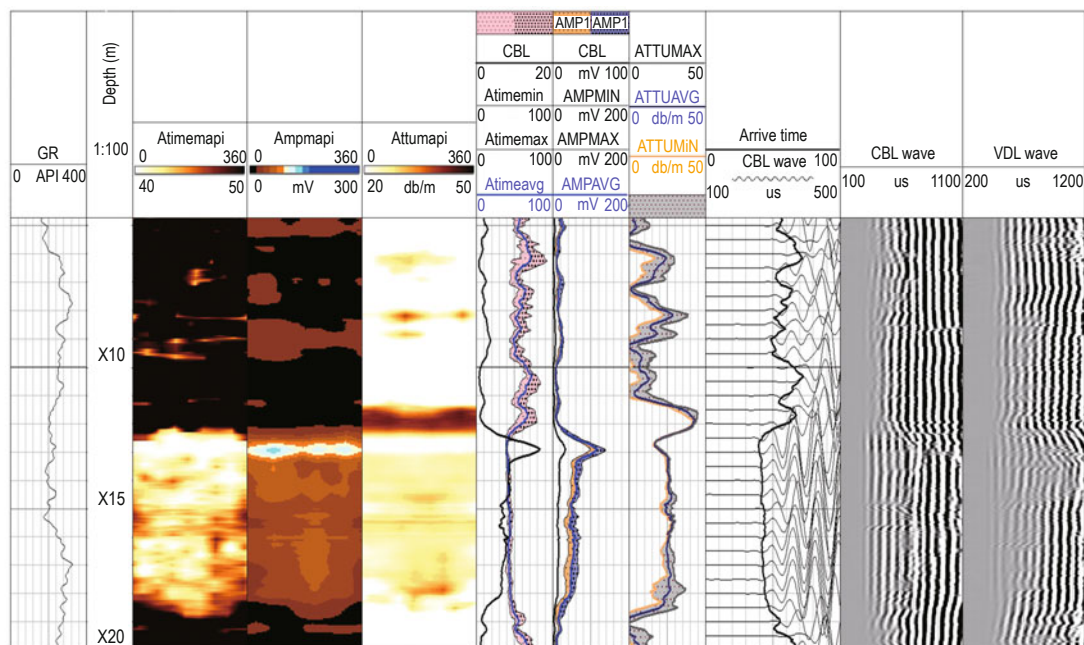 GR
0 API 400
Depth (m)
1:100
X10
X15
X20
Atimemapi
0 360
40 50
Ampmapi
0 360
0 mV 300
Attumapi
0 360
20 db/m 50
CBL
0 20
Atimemin
0 100
Atimemax
0 100
Atimeavg
0 100
AMP1 AMP1
CBL
0 mV 100
AMPMIN
0 mV 200
AMPMAX
0 mV 200
AMPAVG
0 mV 200
ATTUMAX
0 50
ATTUAVG
0 db/m 50
ATTUMiN
0 db/m 50
Arrive time
0 100
CBL wave
100 us 500
CBL wave
100 us 1100
VDL wave
200 us 1200